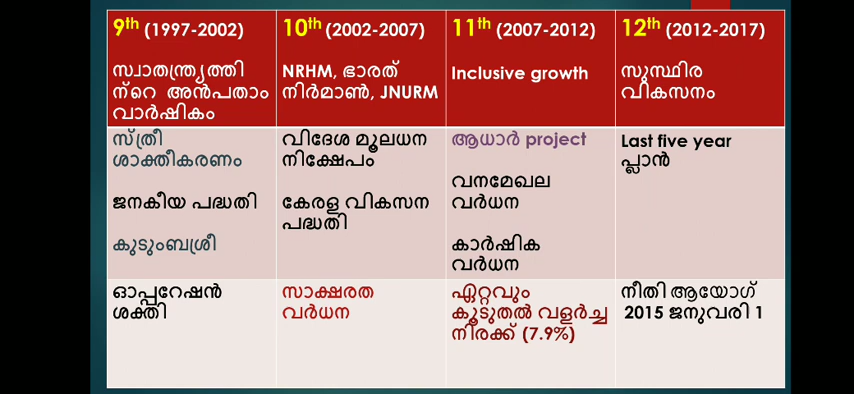 9th (1997-2002)
സ്വാതന്ത്ര്യത്തി
ന്റെ അൻപതാം
വാർഷികം
10th (2002-2007)
NRHM, ഭാരത്
നിർമാൺ, JNURM
11th (2007-2012)
Inclusive growth
12th (2012-2017)
സുസ്ഥിര
വികസനം
സ്ത്രീ
ശാക്തീകരണം
ജനകീയ പദ്ധതി
കുടുംബശ്രീ
വിദേശ മൂലധന
നിക്ഷേപം
കേരള വികസന
പദ്ധതി
ആധാർ project
വനമേഖല
വർധന
കാർഷിക
വർധന
Last five year
പ്ലാൻ
ഓപ്പറേഷൻ
ശക്തി
സാക്ഷരത
വർധന
ഏറ്റവും
കൂടുതൽ വളർച്ച
നിരക്ക് (7.9%)
നീതി ആയോഗ്
2015 ജനുവരി 1